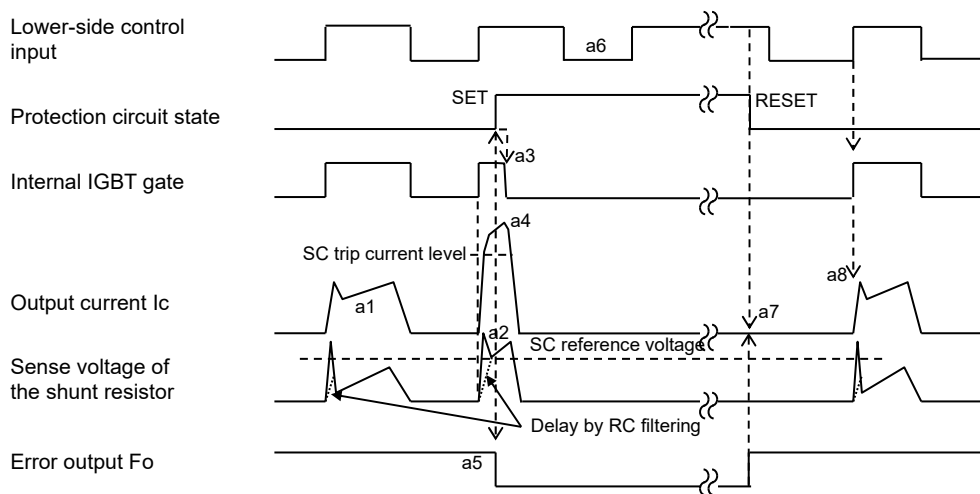 Lower-side control
input
a6
SET
RESET
Protection circuit state
a3
Internal IGBT gate
a4
SC trip current level
a8
Output current Ic
a1
a7
a2
SC reference voltage
Sense voltage of
the shunt resistor
Delay by RC filtering
Error output Fo
a5